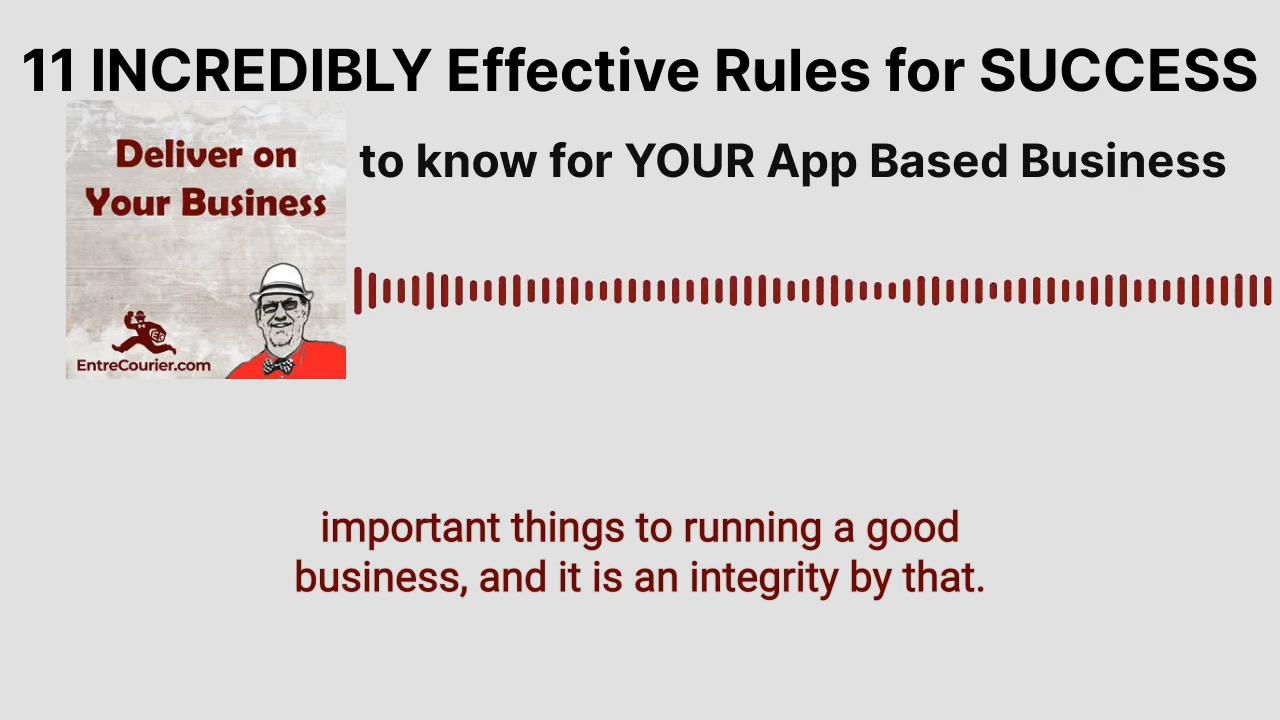 11 INCREDIBLY Effective Rules for SUCCESS
to know for YOUR App Based Business
Deliver on
Your Business
EntreCourier.com
important things to running a good
business, and it is an integrity by that.